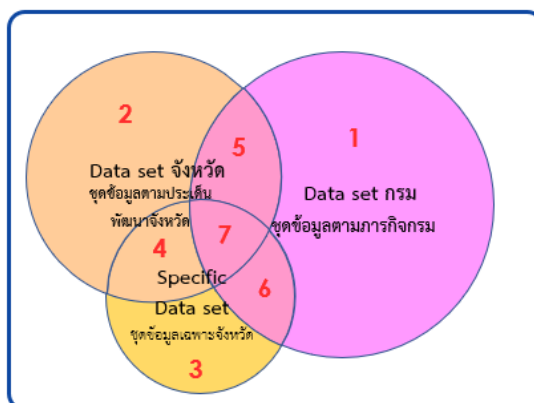 2
1
5
Data set จังหวัด
ชุดข้อมูลตามประเด็น
พัฒนาจังหวัด
Data set กรม
ชุดข้อมูลตามภารกิจกรม
4
7
6
Specific
Data set
ชุดข้อมูลเฉพาะจังหวัด
3